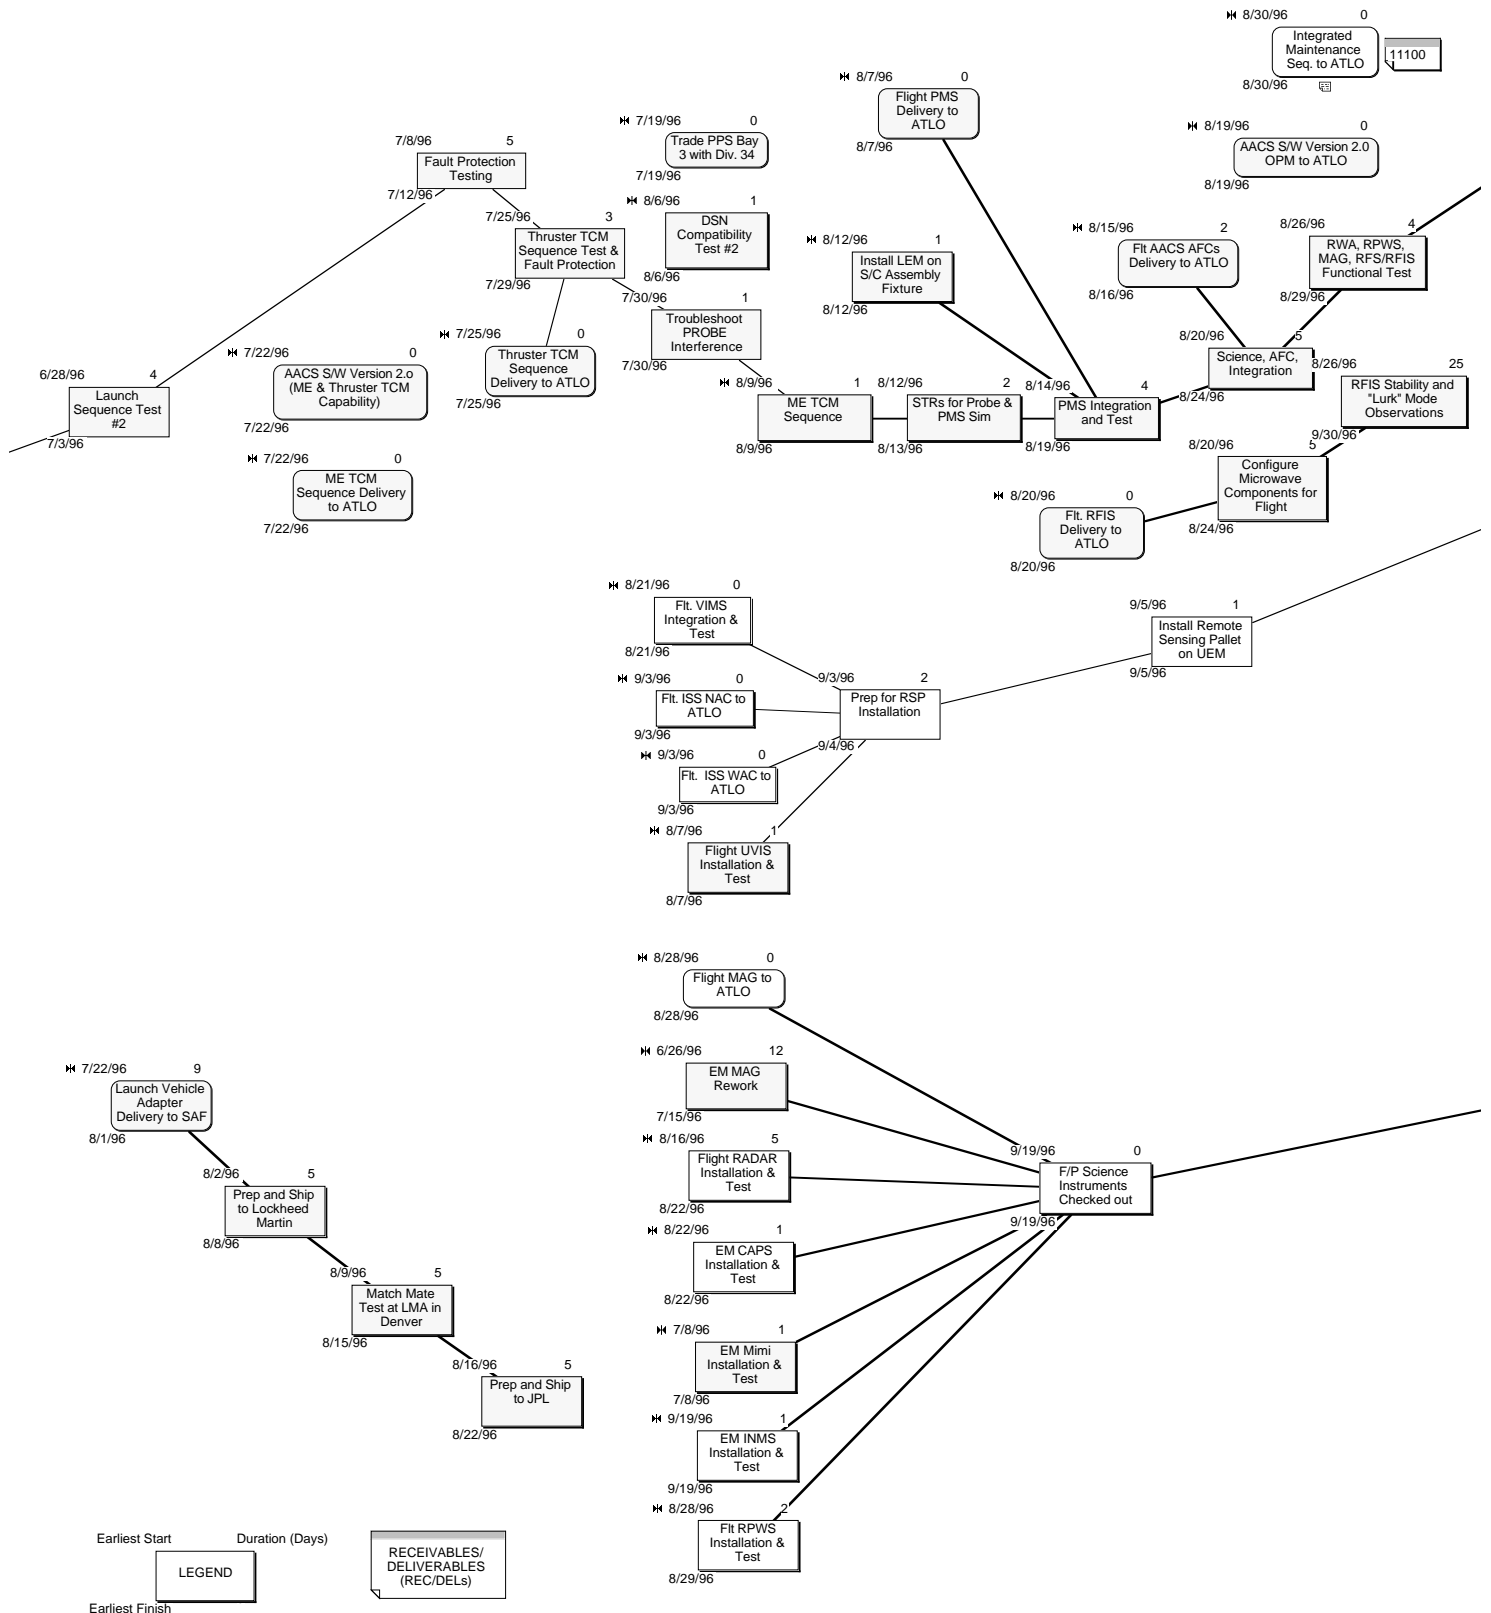 8/30/96 0
Integrated
Maintenance
Seq. to ATLO
8/30/96
11100
8/7/96 0
Flight PMS
Delivery to
ATLO
8/7/96
7/19/96 0
Trade PPS Bay
3 with Div. 34
7/19/96
8/19/96 0
AACS S/W Version 2.0
OPM to ATLO
8/19/96
7/8/96 5
Fault Protection
Testing
7/12/96
8/6/96 1
DSN
Compatibility
Test #2
8/6/96
7/25/96 3
Thruster TCM
Sequence Test &
Fault Protection
7/29/96
8/12/96 1
Install LEM on
S/C Assembly
Fixture
8/12/96
8/15/96 2
Flt AACS AFCs
Delivery to ATLO
8/16/96
8/26/96 4
RWA, RPWS,
MAG, RFS/RFIS
Functional Test
8/29/96
7/30/96 1
Troubleshoot
PROBE
Interference
7/30/96
7/25/96 0
Thruster TCM
Sequence
Delivery to ATLO
7/25/96
8/20/96 5
Science, AFC,
Integration
8/24/96
7/22/96 0
AACS S/W Version 2.o
(ME & Thruster TCM
Capability)
7/22/96
6/28/96 4
Launch
Sequence Test
#2
7/3/96
8/9/96 1
ME TCM
Sequence
8/9/96
8/12/96 2
STRs for Probe &
PMS Sim
8/13/96
8/14/96 4
PMS Integration
and Test
8/19/96
8/26/96 25
RFIS Stability and
"Lurk" Mode
Observations
9/30/96
7/22/96 0
ME TCM
Sequence Delivery
to ATLO
7/22/96
8/20/96 5
Configure
Microwave
Components for
Flight
8/24/96
8/20/96 0
Flt. RFIS
Delivery to
ATLO
8/20/96
8/21/96 0
Flt. VIMS
Integration &
Test
8/21/96
9/5/96 1
Install Remote
Sensing Pallet
on UEM
9/5/96
9/3/96 0
Flt. ISS NAC to
ATLO
9/3/96
9/3/96 2
Prep for RSP
Installation
9/4/96
9/3/96 0
Flt. ISS WAC to
ATLO
9/3/96
8/7/96 1
Flight UVIS
Installation &
Test
8/7/96
8/28/96 0
Flight MAG to
ATLO
8/28/96
6/26/96 12
EM MAG
Rework
7/15/96
7/22/96 9
Launch Vehicle
Adapter
Delivery to SAF
8/1/96
8/16/96 5
Flight RADAR
Installation &
Test
8/22/96
9/19/96 0
F/P Science
Instruments
Checked out
9/19/96
8/2/96 5
Prep and Ship
to Lockheed
Martin
8/8/96
8/22/96 1
EM CAPS
Installation &
Test
8/22/96
8/9/96 5
Match Mate
Test at LMA in
Denver
8/15/96
7/8/96 1
EM Mimi
Installation &
Test
7/8/96
8/16/96 5
Prep and Ship
to JPL
8/22/96
9/19/96 1
EM INMS
Installation &
Test
9/19/96
8/28/96 2
Flt RPWS
Installation &
Test
8/29/96
Earliest Start Duration (Days)
LEGEND
Earliest Finish
RECEIVABLES/
DELIVERABLES
(REC/DELs)